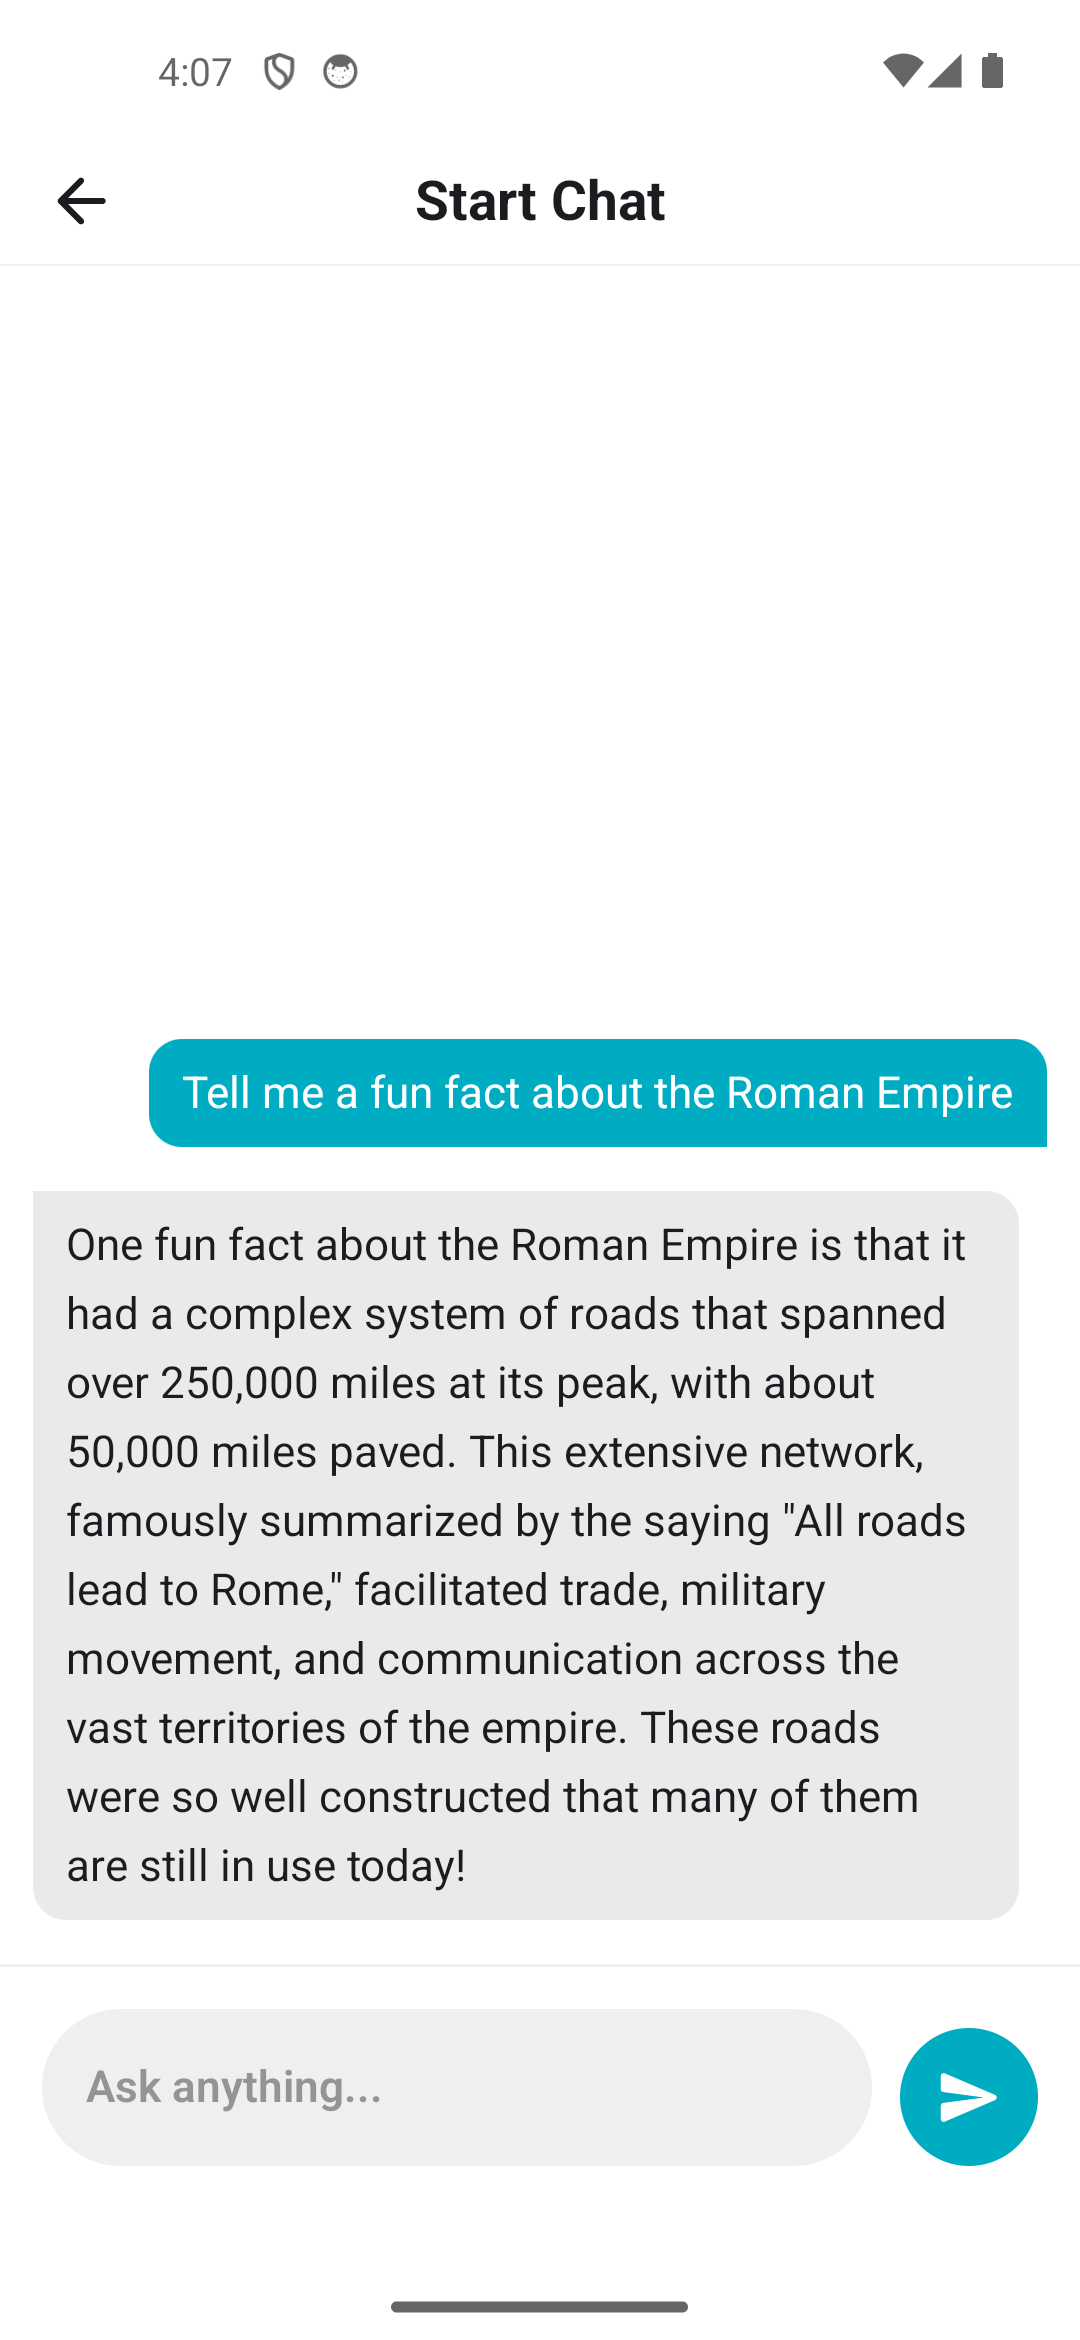 4:07
Start Chat
Tell me a fun fact about the Roman Empire
One fun fact about the Roman Empire is that it
had a complex system of roads that spanned
over 250,000 miles at its peak, with about
50,000 miles paved. This extensive network,
famously summarized by the saying "All roads
lead to Rome," facilitated trade, military
movement, and communication across the
vast territories of the empire. These roads
were so well constructed that many of them
are still in use today!
Ask anything...